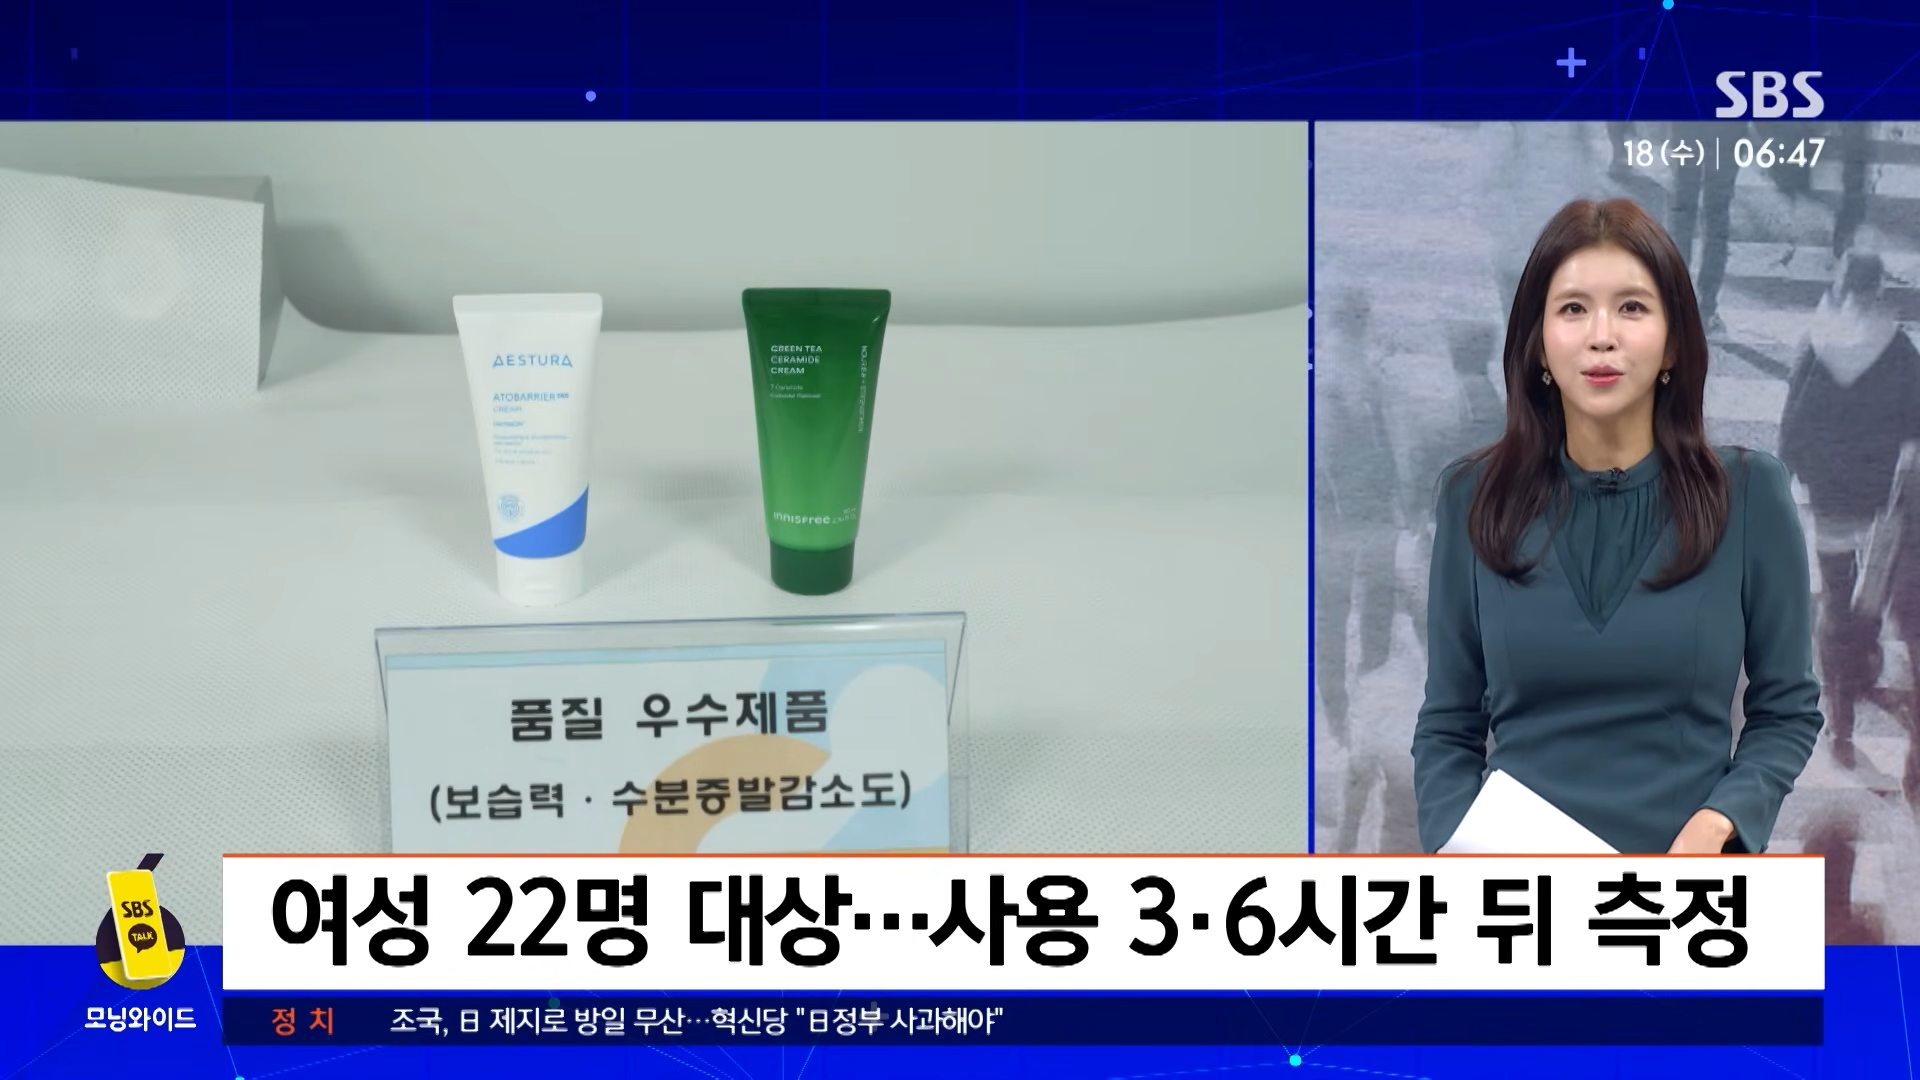 SBS
18(수) | 06:47
AESTURA
ATOBARRIER 365
CREAM
GREEN TEA
CERAMIDE
CREAM
innisfree
품질 우수제품
(보습력 · 수분증발감소도)
SBS
TALK
모닝와이드
여성 22명 대상…사용 3·6시간 뒤 측정
정치 조국, 日 제지로 방일 무산…혁신당 "日정부 사과해야"